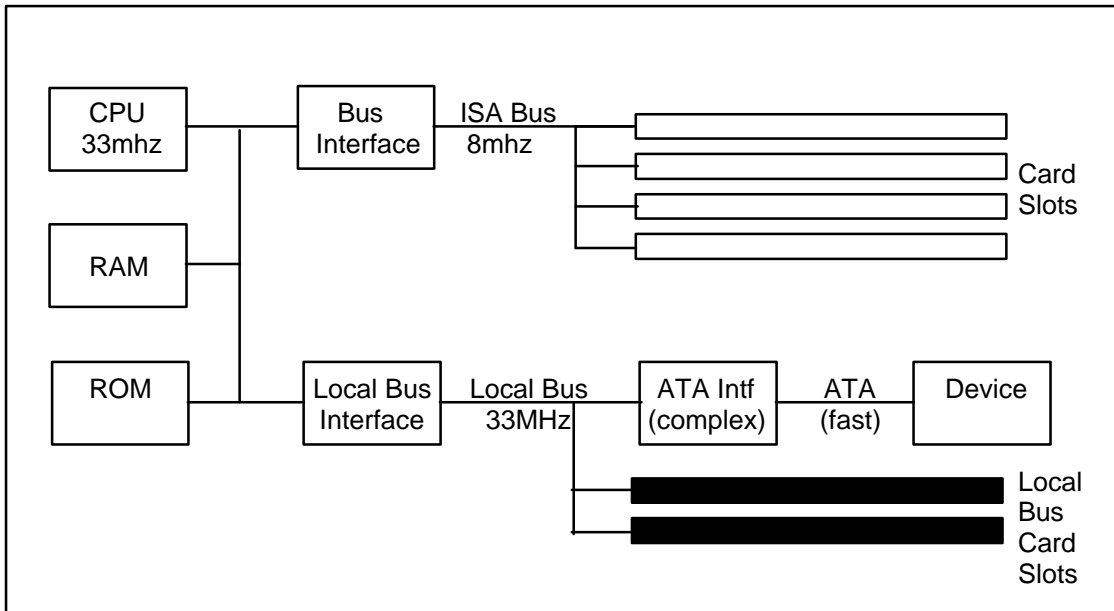 CPU
33mhz
Bus
Interface
ISA Bus
8mhz
Card
Slots
RAM
ROM
Local Bus
Interface
Local Bus
33MHz
ATA Intf
(complex)
ATA
(fast)
Device
Local
Bus
Card
Slots